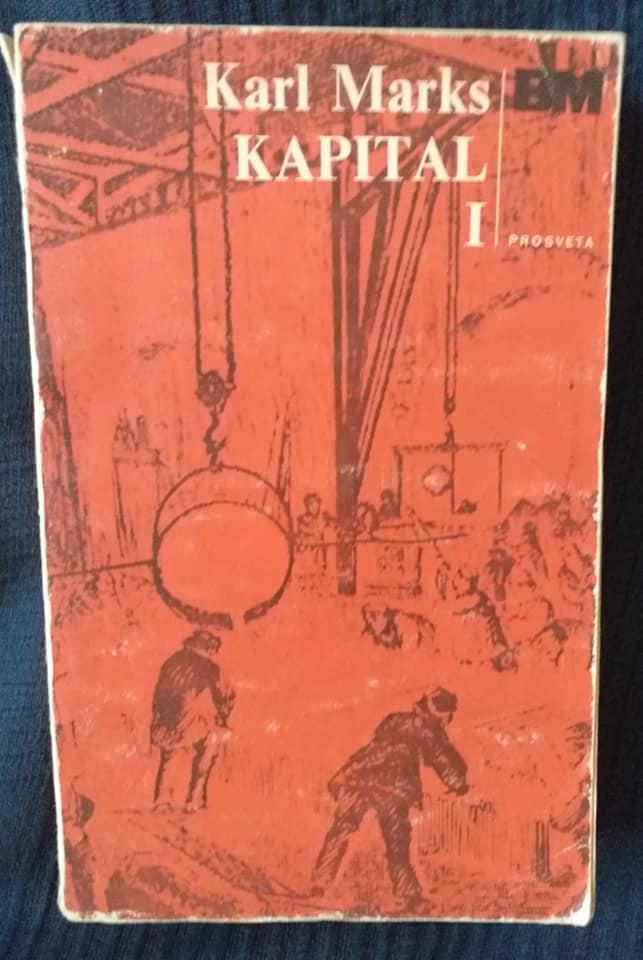 Karl Marks
KAPITAL
I
BM
PROSVETA